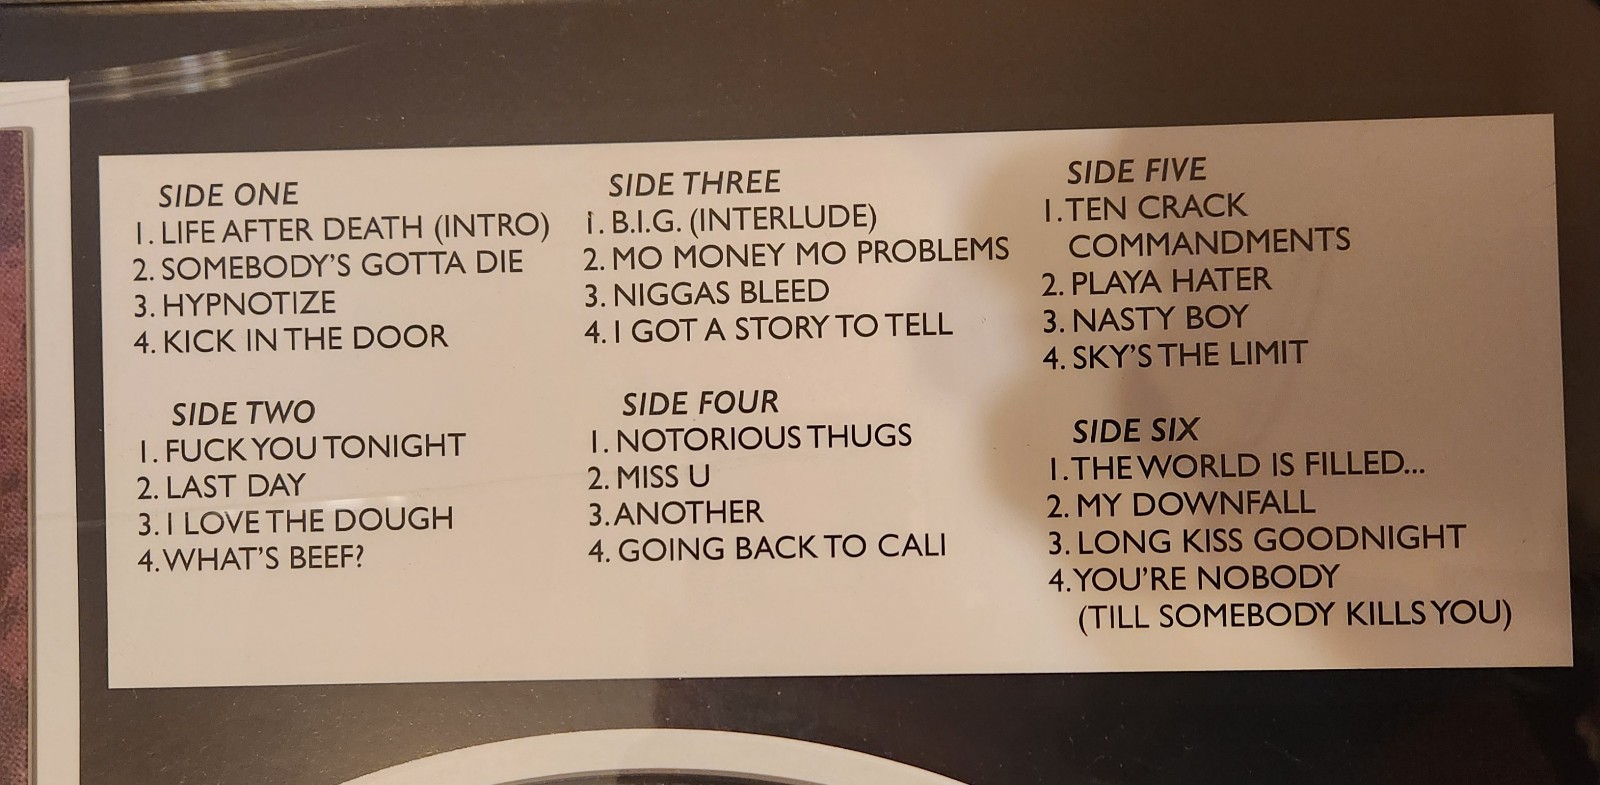 SIDE ONE
1. LIFE AFTER DEATH (INTRO)
2. SOMEBODY'S GOTTA DIE
3. HYPNOTIZE
4. KICK IN THE DOOR
SIDE TWO
1. FUCK YOU TONIGHT
2. LAST DAY
3. I LOVE THE DOUGH
4. WHAT'S BEEF?
SIDE THREE
1. B.I.G. (INTERLUDE)
2. MO MONEY MO PROBLEMS
3. NIGGAS BLEED
4. I GOT A STORY TO TELL
SIDE FOUR
1. NOTORIOUS THUGS
2. MISS U
3. ANOTHER
4. GOING BACK TO CALI
SIDE FIVE
1. TEN CRACK
COMMANDMENTS
2. PLAYA HATER
3. NASTY BOY
4. SKY'S THE LIMIT
SIDE SIX
1. THE WORLD IS FILLED...
2. MY DOWNFALL
3. LONG KISS GOODNIGHT
4. YOU'RE NOBODY
(TILL SOMEBODY KILLS YOU)